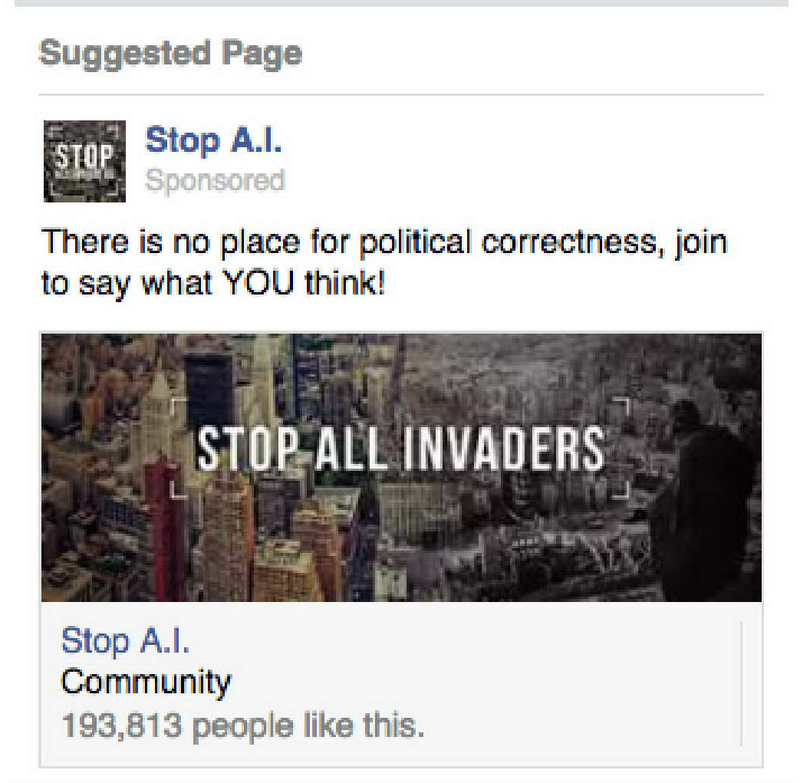 Suggested Page
STOP
Stop A.I.
Sponsored
There is no place for political correctness, join
to say what YOU think!
STOP ALL INVADERS
Stop A.I.
Community
193,813 people like this.